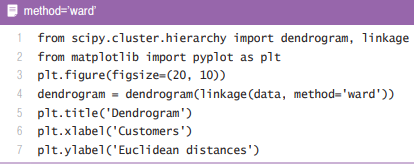 method='ward'
1 from scipy.cluster.hierarchy import dendrogram, linkage
2 from matplotlib import pyplot as plt
3 plt.figure(figsize=(20, 10))
4 dendrogram = dendrogram(linkage(data, method='ward'))
5 plt.title('Dendrogram')
6 plt.xlabel('Customers')
7 plt.ylabel('Euclidean distances')